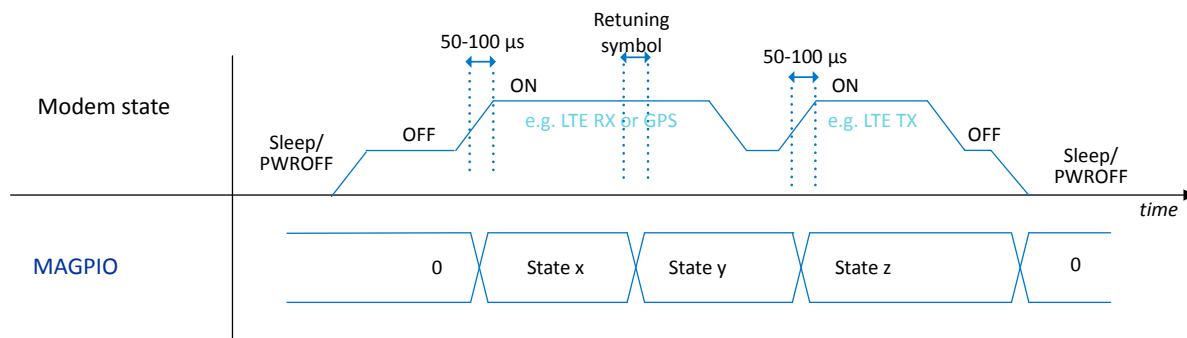 Retuning
symbol
50-100 µs
50-100 µs
ON
ON
Modem state
e.g. LTE RX or GPS
e.g. LTE TX
OFF
OFF
Sleep/
PWROFF
Sleep/
PWROFF
time
MAGPIO
0
State x
State y
State z
0